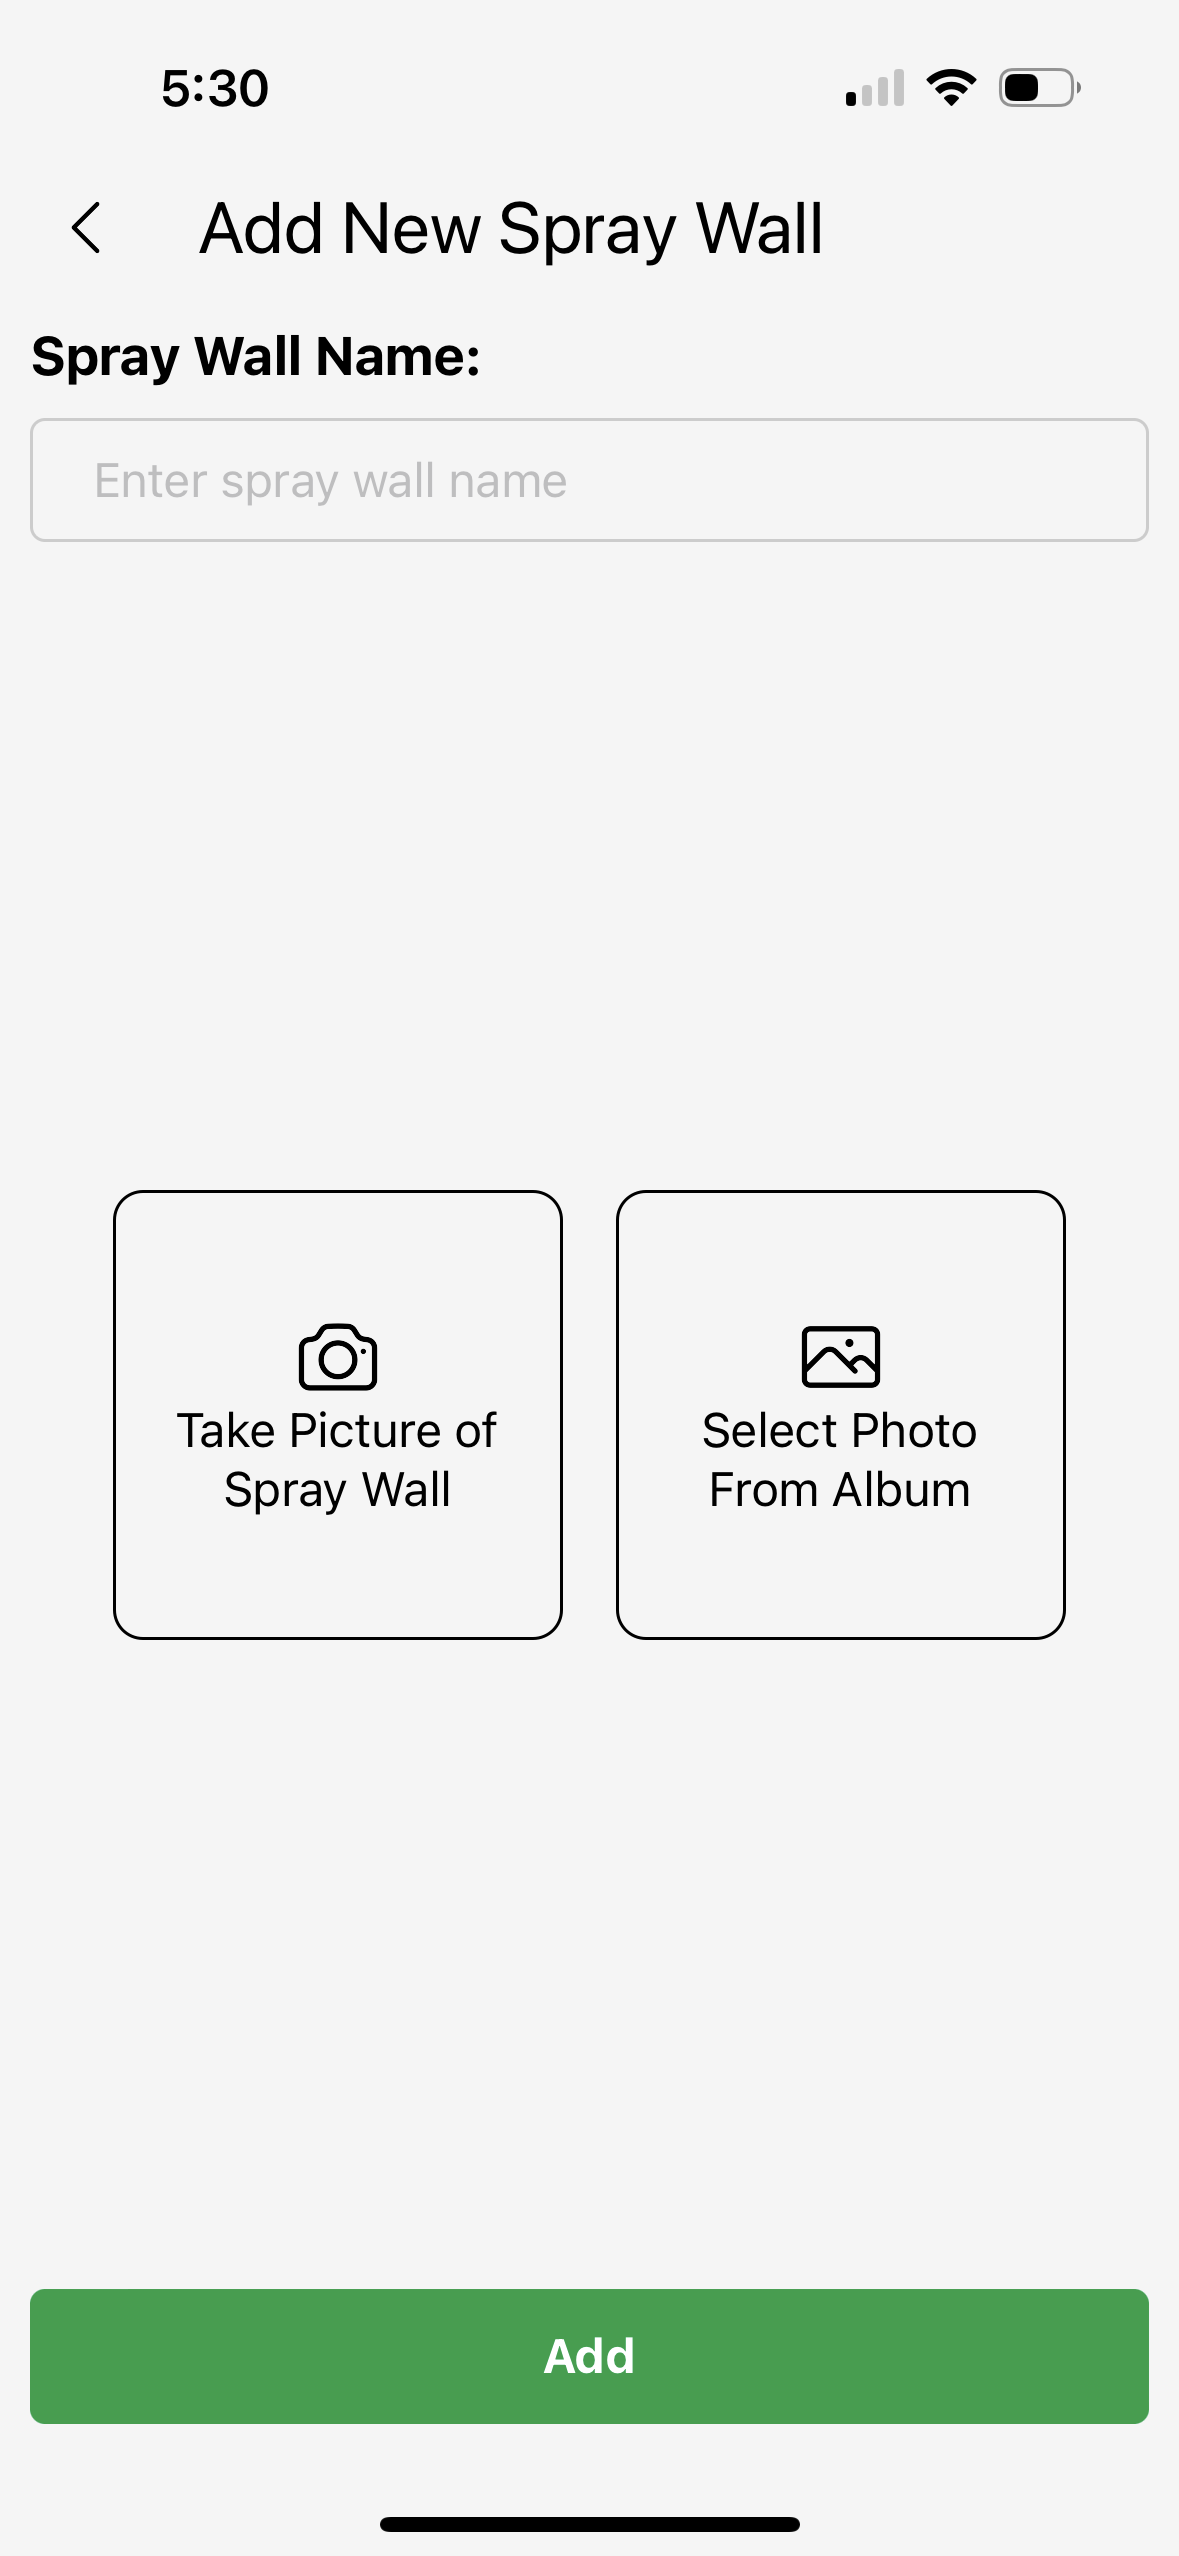 5:30
Add New Spray Wall
Spray Wall Name:
Enter spray wall name
Take Picture of
Spray Wall
Select Photo
From Album
Add